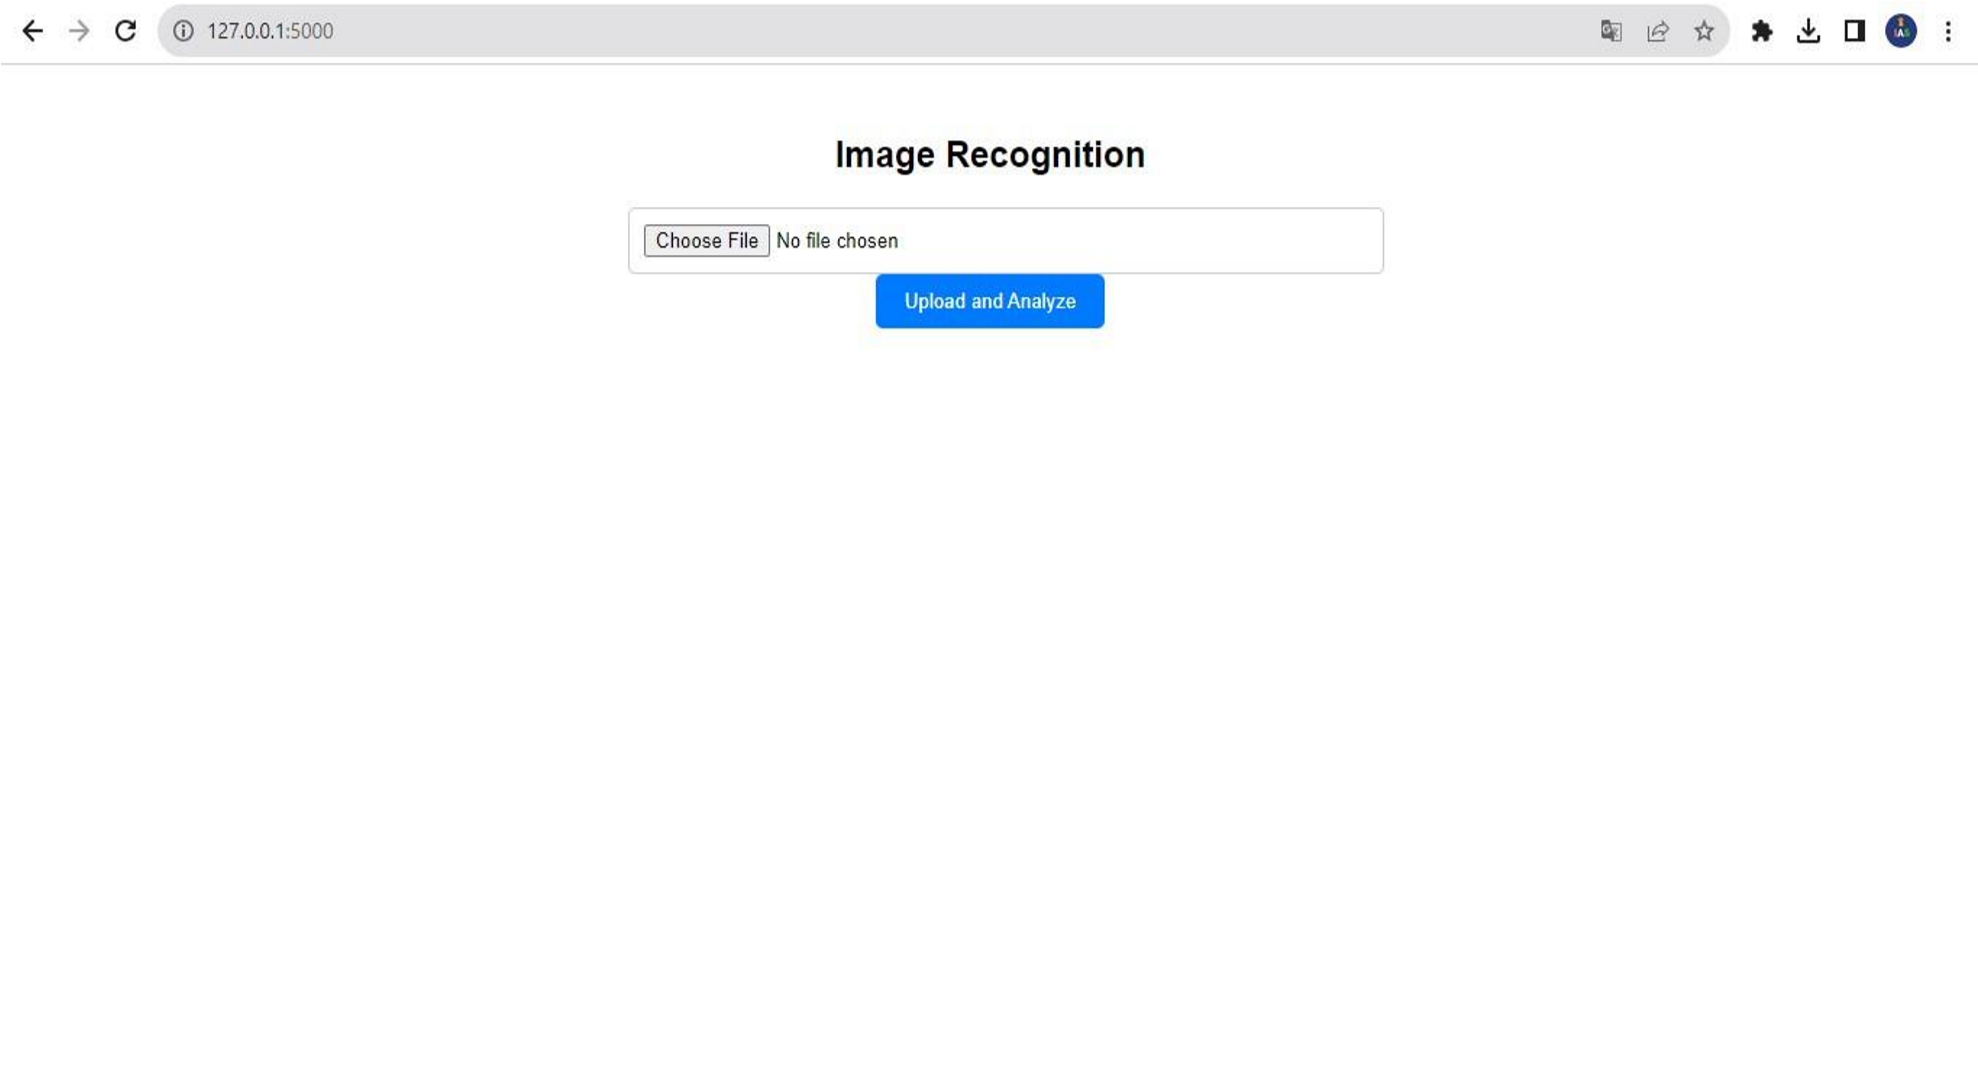 127.0.0.1:5000
Image Recognition
Choose File No file chosen
Upload and Analyze